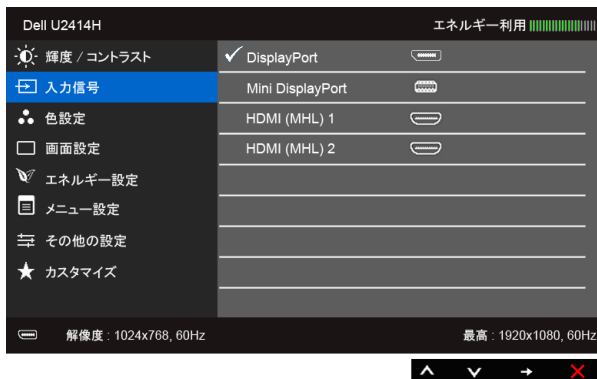 Dell U2414H エネルギー利用
輝度 / コントラスト DisplayPort
入力信号 Mini DisplayPort
色設定 HDMI (MHL) 1
画面設定 HDMI (MHL) 2
エネルギー設定
メニュー設定
その他の設定
カスタマイズ
解像度 : 1024x768, 60Hz 最高 : 1920x1080, 60Hz